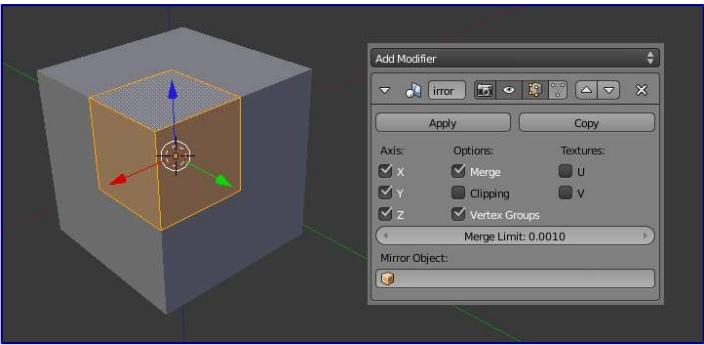 Add Modifier
irror
Apply Copy
Axis: Options: Textures:
X Merge U
Y Clipping V
Z Vertex Groups
Merge Limit: 0.0010
Mirror Object: